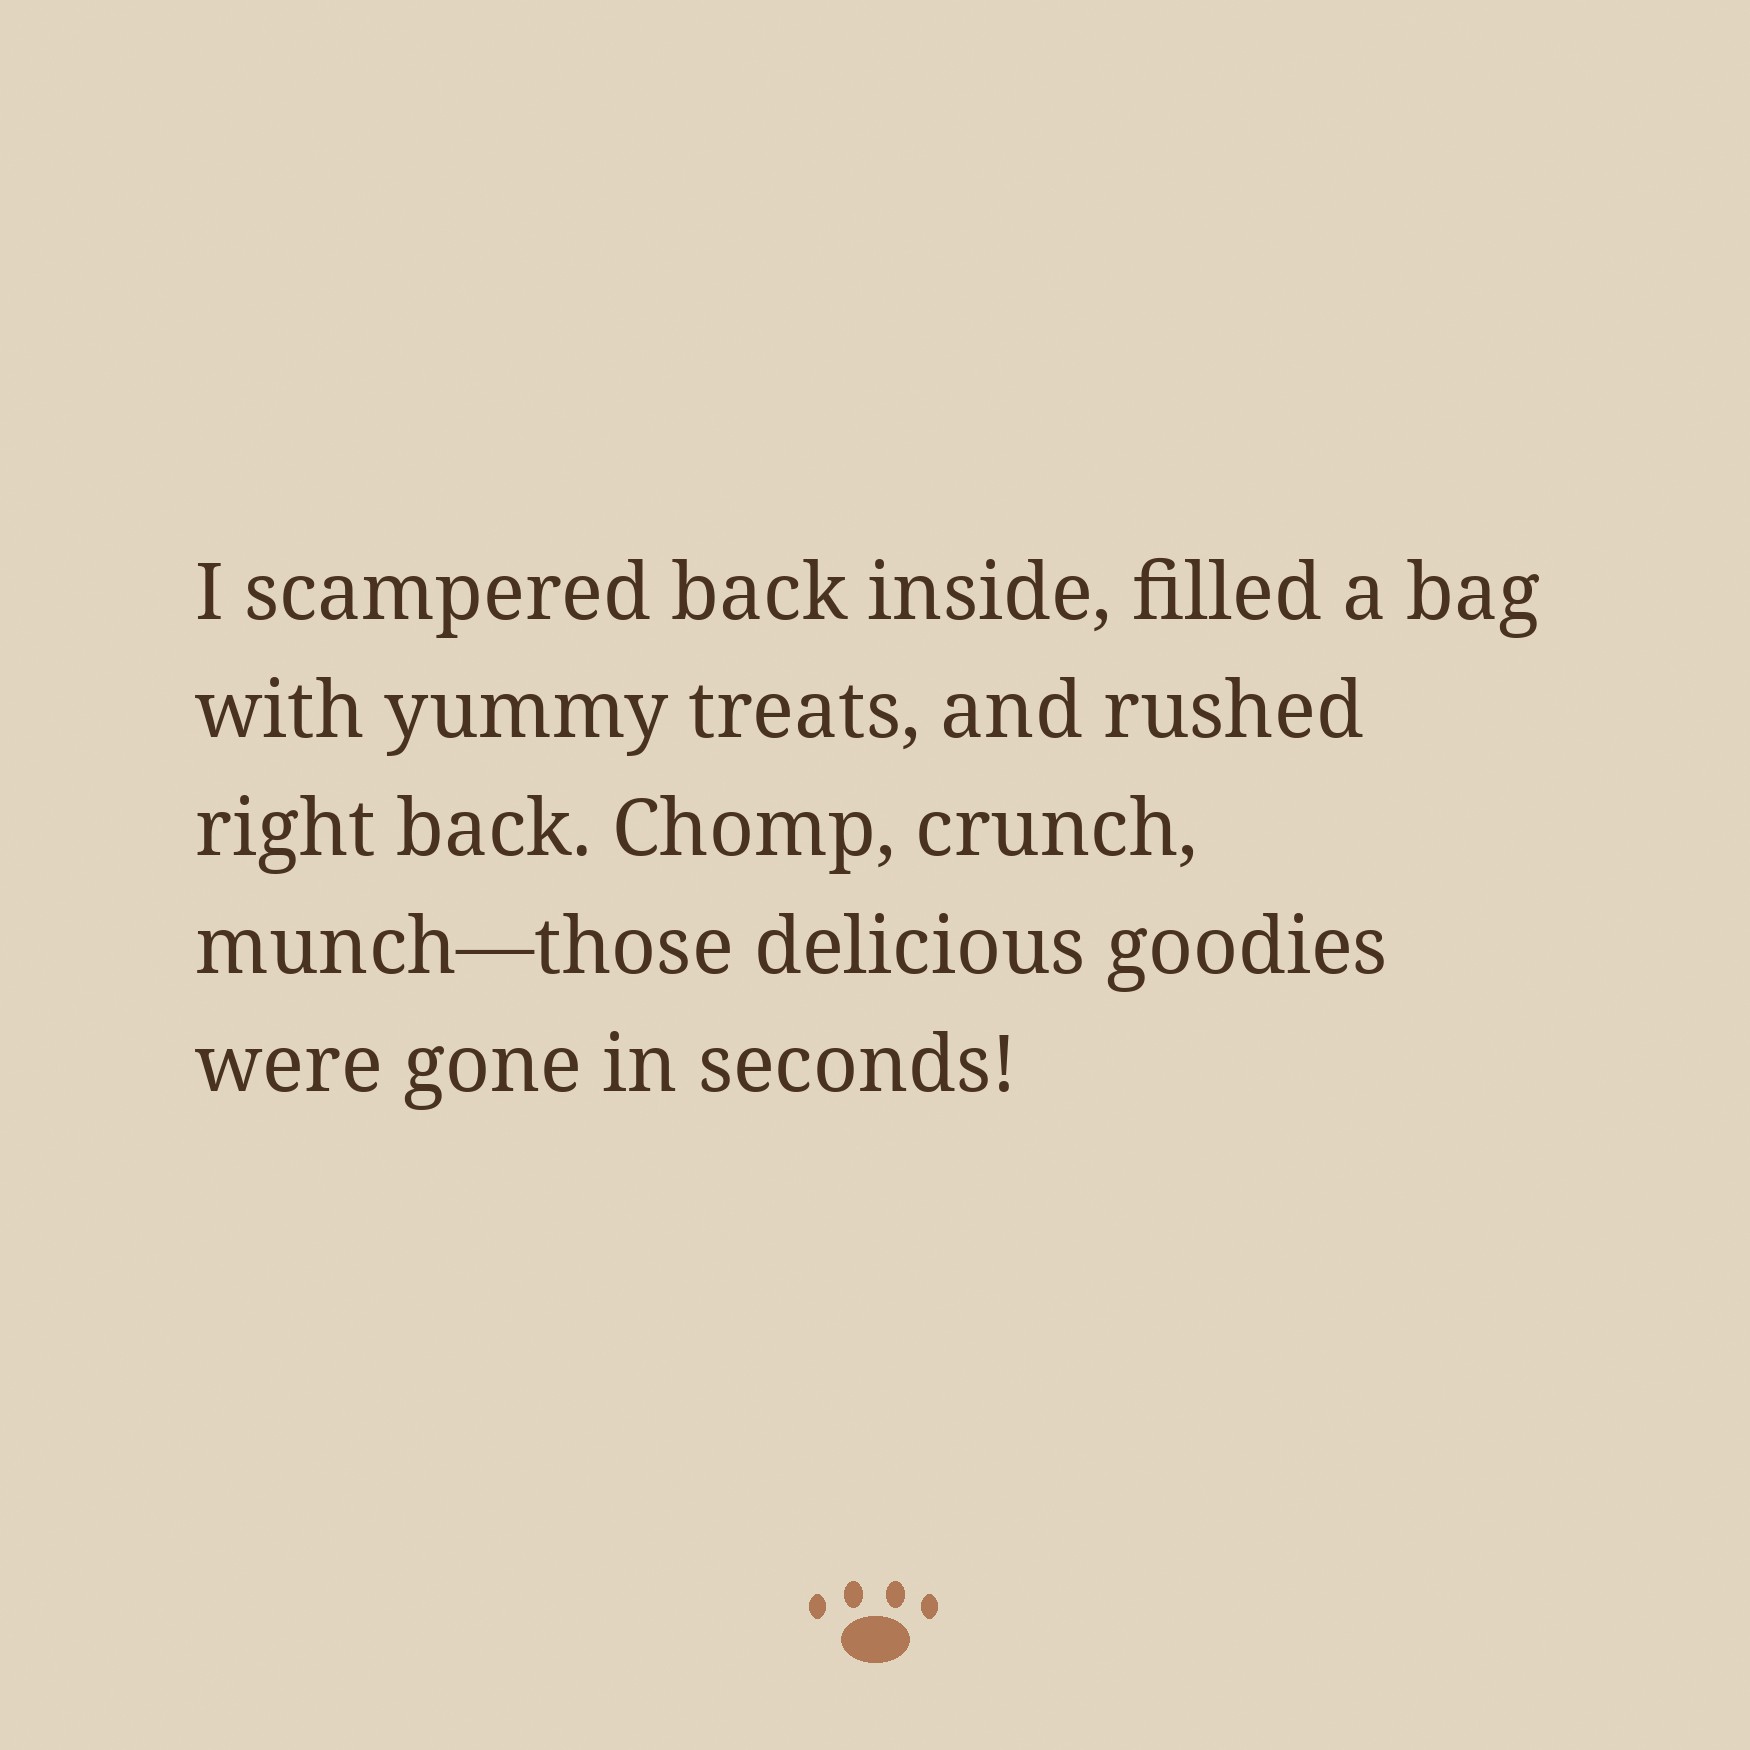 I scampered back inside, filled a bag
with yummy treats, and rushed
right back. Chomp, crunch,
munch—those delicious goodies
were gone in seconds!